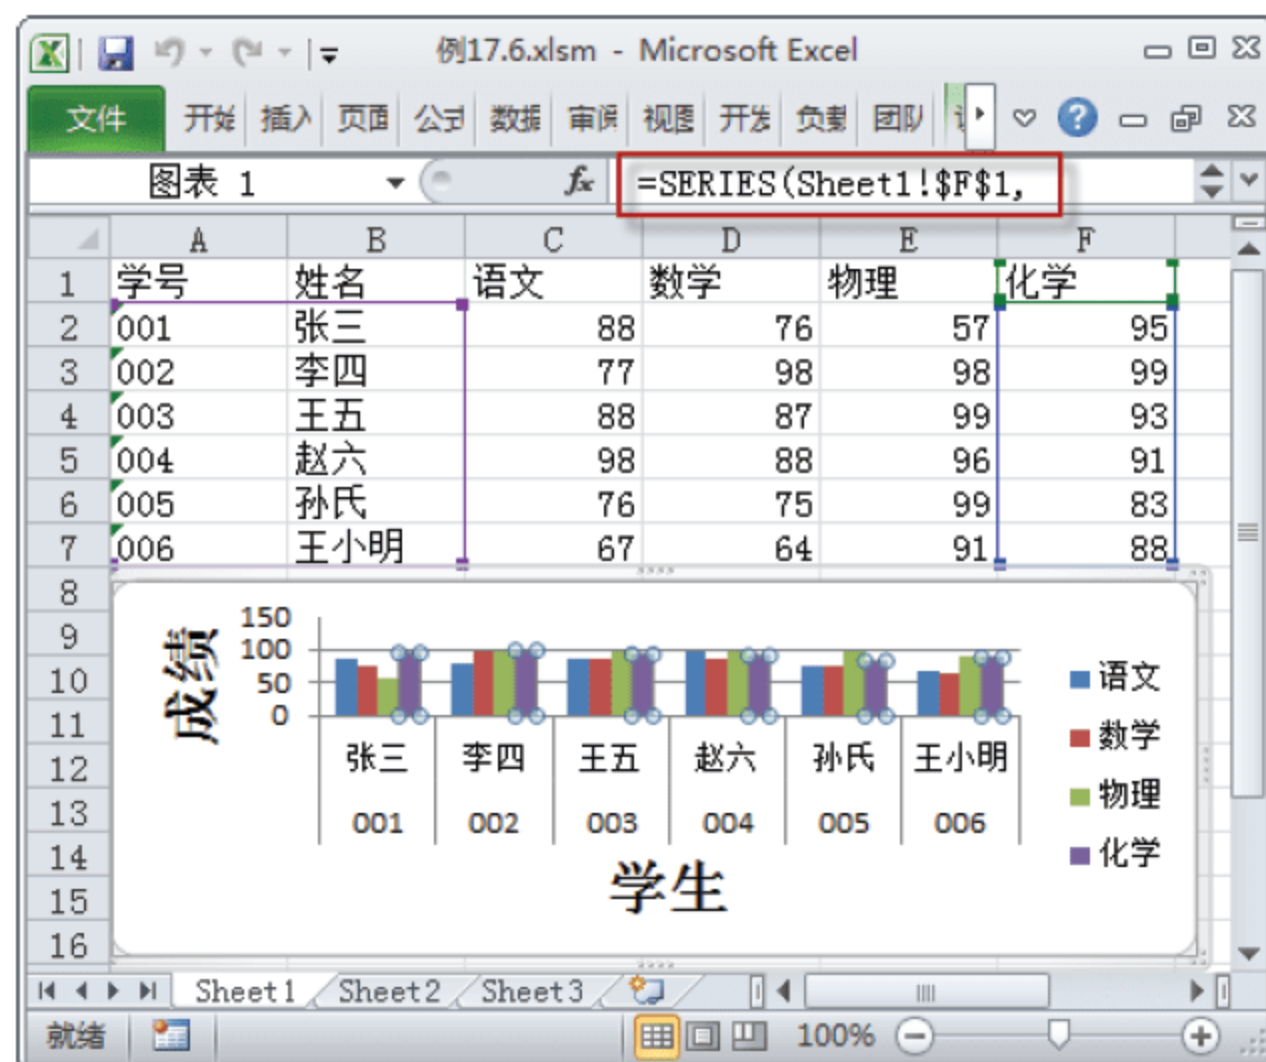 例17.6.xlsm - Microsoft Excel
文件 开始 插入 页面 公式 数据 审阅 视图 开发 负载 团队
图表 1 fx =SERIES(Sheet1!$F$1,
A B C D E F
1 学号 姓名 语文 数学 物理 化学
2 001 张三 88 76 57 95
3 002 李四 77 98 98 99
4 003 王五 88 87 99 93
5 004 赵六 98 88 96 91
6 005 孙氏 76 75 99 83
7 006 王小明 67 64 91 88
8
9
10
11
12
13
14
15
16
成绩
150
100
50
0
张三 李四 王五 赵六 孙氏 王小明
001 002 003 004 005 006
学生
语文
数学
物理
化学
Sheet1 Sheet2 Sheet3
就绪 100%